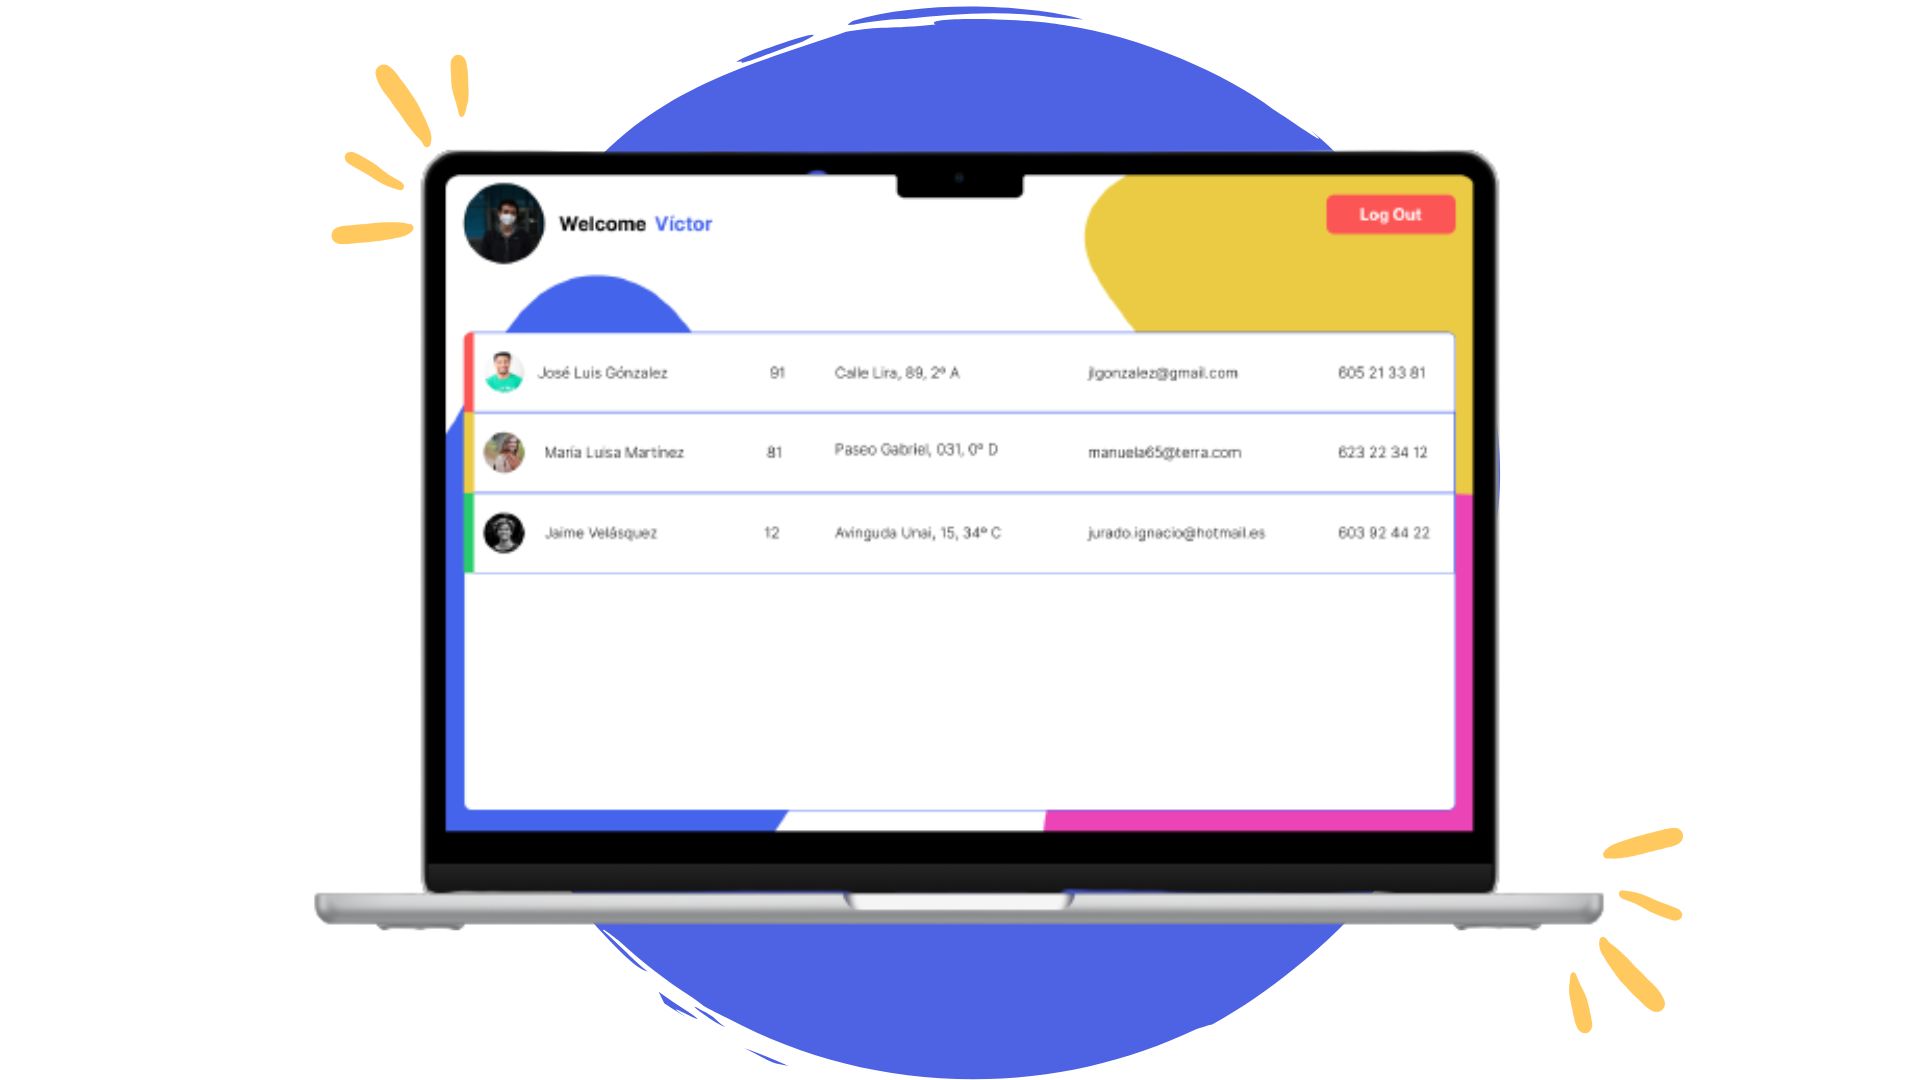 Welcome Víctor
Log Out
José Luis Gónzalez 91 Calle Lira, 89, 2º A jlgonzalez@gmail.com 605 21 33 81
María Luisa Martínez 81 Paseo Gabriel, 031, 0º D manuela65@terra.com 623 22 34 12
Jaime Velásquez 12 Avinguda Unai, 15, 34º C jurado.ignacio@hotmail.es 603 92 44 22